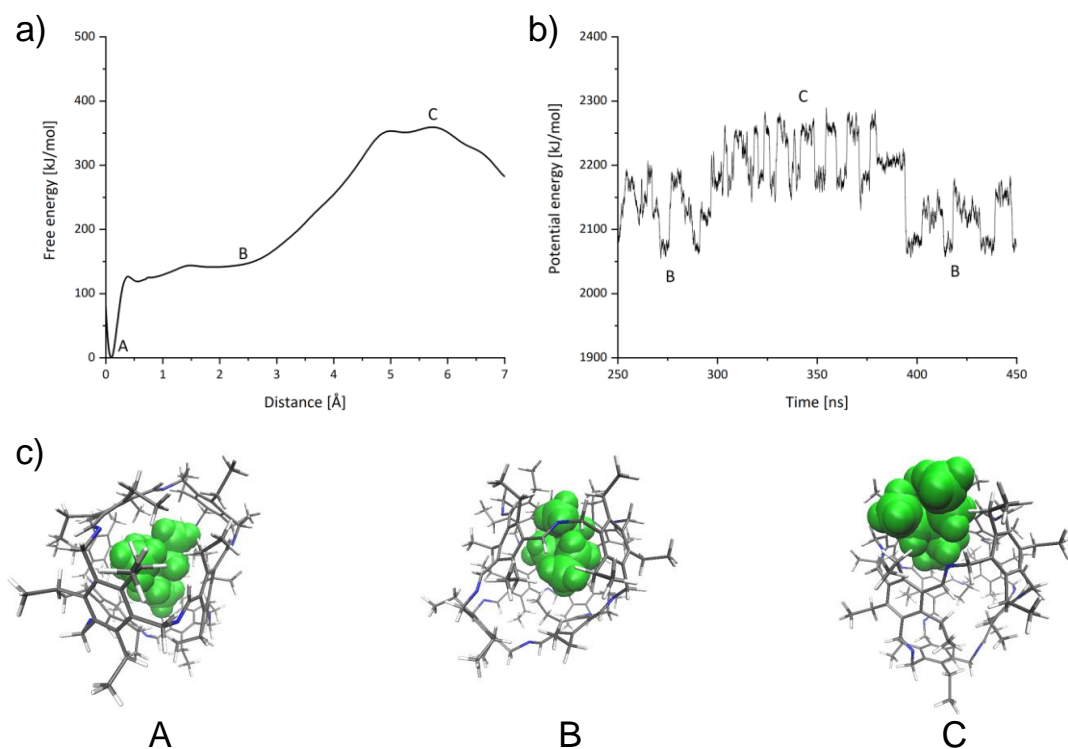 a)
500
400
300
200
100
0
Free energy [kJ/mol]
A
B
C
0 1 2 3 4 5 6 7
Distance [Å]
b)
2400
2300
2200
2100
2000
1900
Potential energy [kJ/mol]
B
C
B
250 300 350 400 450
Time [ns]
c)
A B C